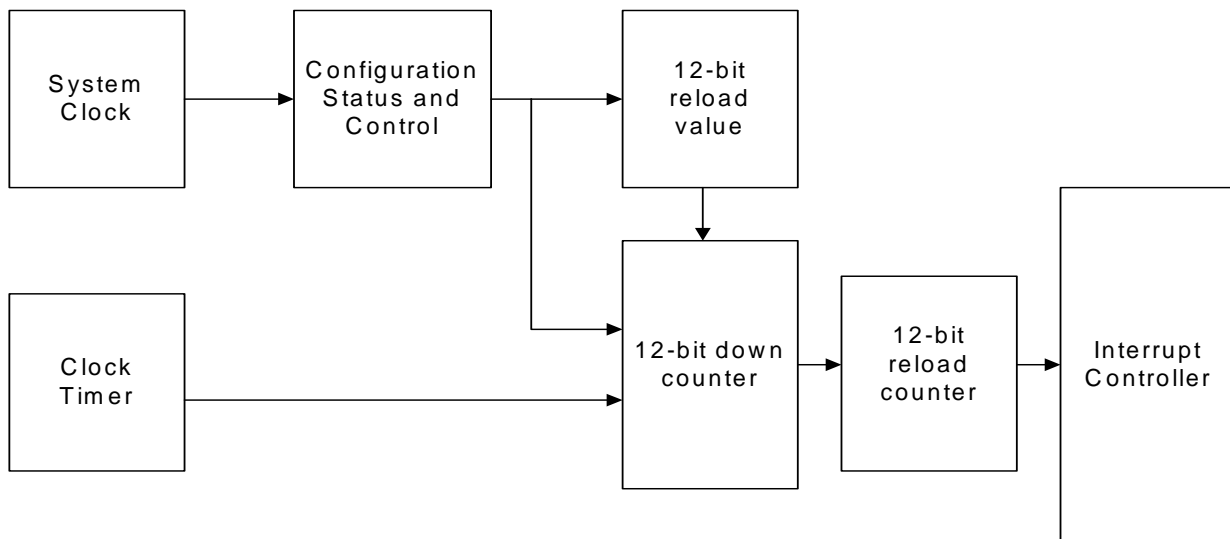 System
Clock
Configuration
Status and
Control
12-bit
reload
value
Clock
Timer
12-bit down
counter
12-bit
reload
counter
Interrupt
Controller